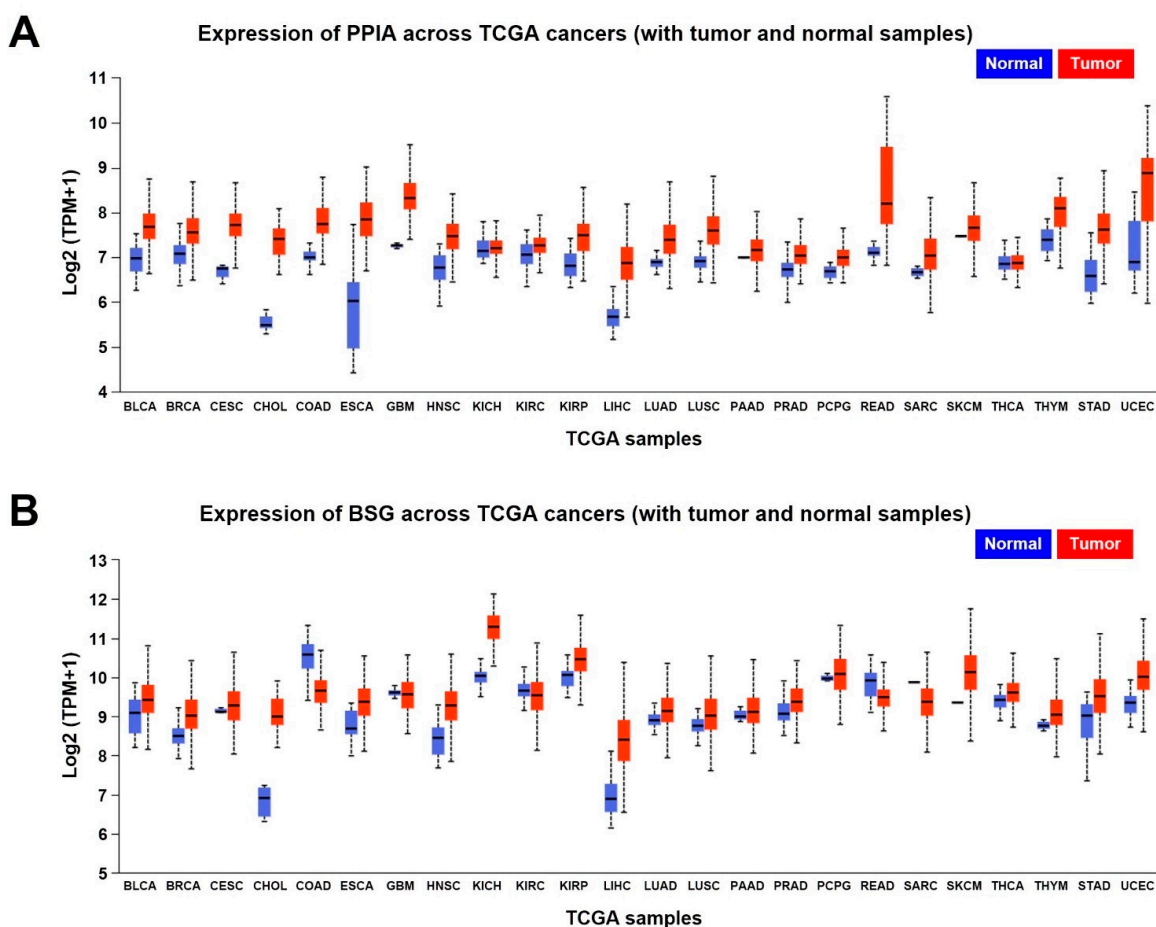 A
Expression of PPIA across TCGA cancers (with tumor and normal samples)
Normal Tumor
Log2 (TPM+1)
11
10
9
8
7
6
5
4
BLCA BRCA CESC CHOL COAD ESCA GBM HNSC KICH KIRC KIRP LIHC LUAD LUSC PAAD PRAD PCPG READ SARC SKCM THCA THYM STAD UCEC
TCGA samples
B
Expression of BSG across TCGA cancers (with tumor and normal samples)
Normal Tumor
Log2 (TPM+1)
13
12
11
10
9
8
7
6
5
BLCA BRCA CESC CHOL COAD ESCA GBM HNSC KICH KIRC KIRP LIHC LUAD LUSC PAAD PRAD PCPG READ SARC SKCM THCA THYM STAD UCEC
TCGA samples